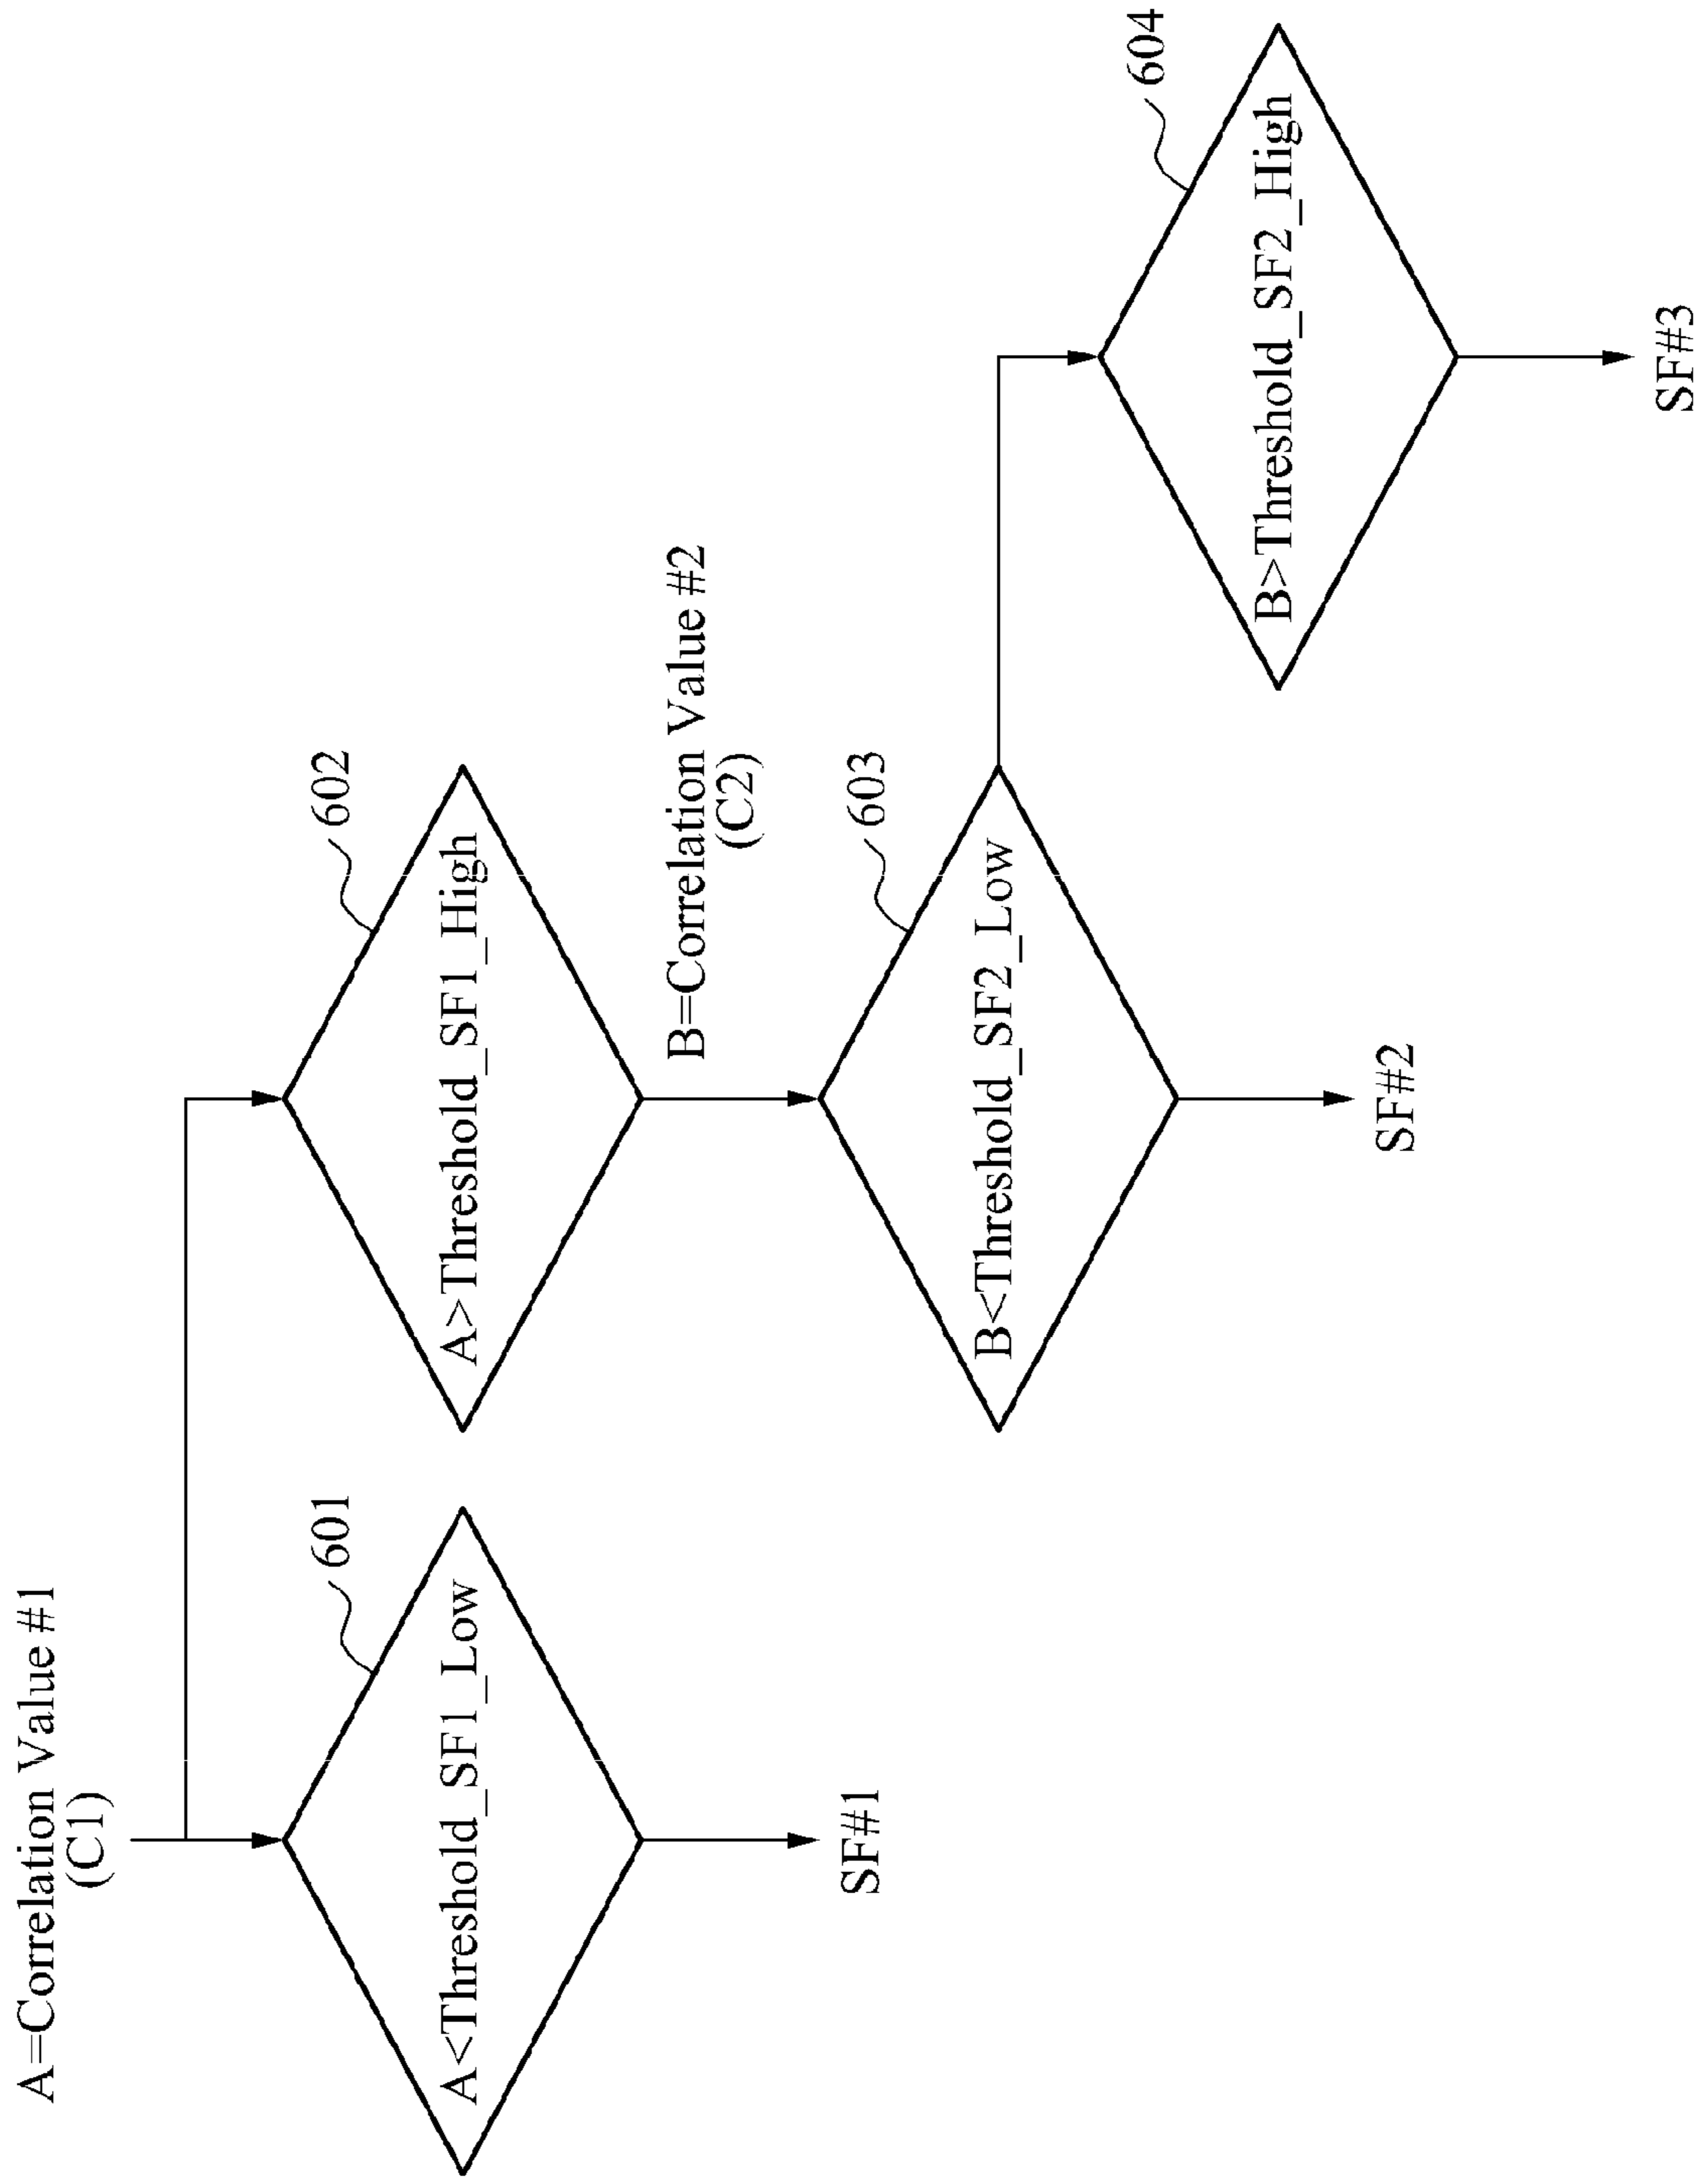 A=Correlation Value #1
(C1)
601
A<Threshold_SF1_Low
SF#1
602
A>Threshold_SF1_High
B=Correlation Value #2
(C2)
603
B<Threshold_SF2_Low
SF#2
604
B>Threshold_SF2_High
SF#3